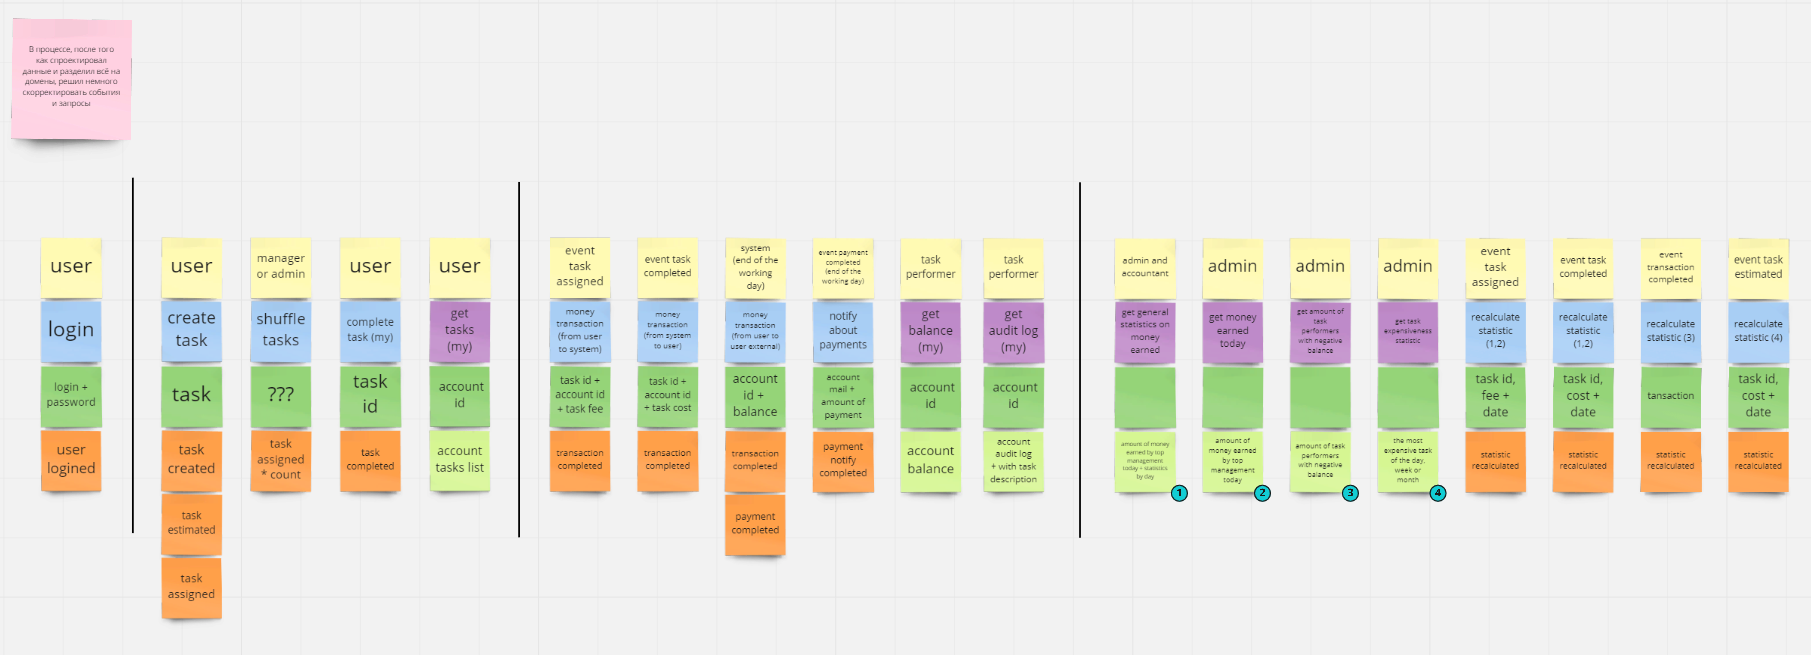 В процессе, после того
как спроектировал
данные и разделил всё на
домены, решил немного
скорректировать события
и запросы
user
login
login +
password
user
logined
user
create
task
task
task
created
task
estimated
task
assigned
manager
or admin
shuffle
tasks
???
task
assigned
* count
user
complete
task (my)
task
id
task
completed
user
get
tasks
(my)
account
id
account
tasks list
event
task
assigned
money
transaction
(from user
to system)
task id +
account id
+ task fee
transaction
completed
event task
completed
money
transaction
(from system
to user)
task id +
account id
+ task cost
transaction
completed
system
(end of the
working
day)
money
transaction
(from user to
user external)
account
id +
balance
transaction
completed
payment
completed
event payment
completed
(end of the
working day)
notify
about
payments
account
mail +
amount of
payment
payment
notify
completed
task
performer
get
balance
(my)
account
id
account
balance
task
performer
get
audit log
(my)
account
id
account
audit log
+ with task
description
admin and
accountant
get general
statistics on
money
earned
amount of money
earned by top
management
today + statistics
by day
1
admin
get money
earned
today
amount of
money earned
by top
management
today
2
admin
get amount of
task
performers
with negative
balance
amount of task
performers
with negative
balance
3
admin
get task
expensiveness
statistic
the most
expensive task
of the day,
week or
month
4
event
task
assigned
recalculate
statistic
(1,2)
task id,
fee +
date
statistic
recalculated
event task
completed
recalculate
statistic
(1,2)
task id,
cost +
date
statistic
recalculated
event
transaction
completed
recalculate
statistic (3)
tansaction
statistic
recalculated
event task
estimated
recalculate
statistic (4)
task id,
cost +
date
statistic
recalculated